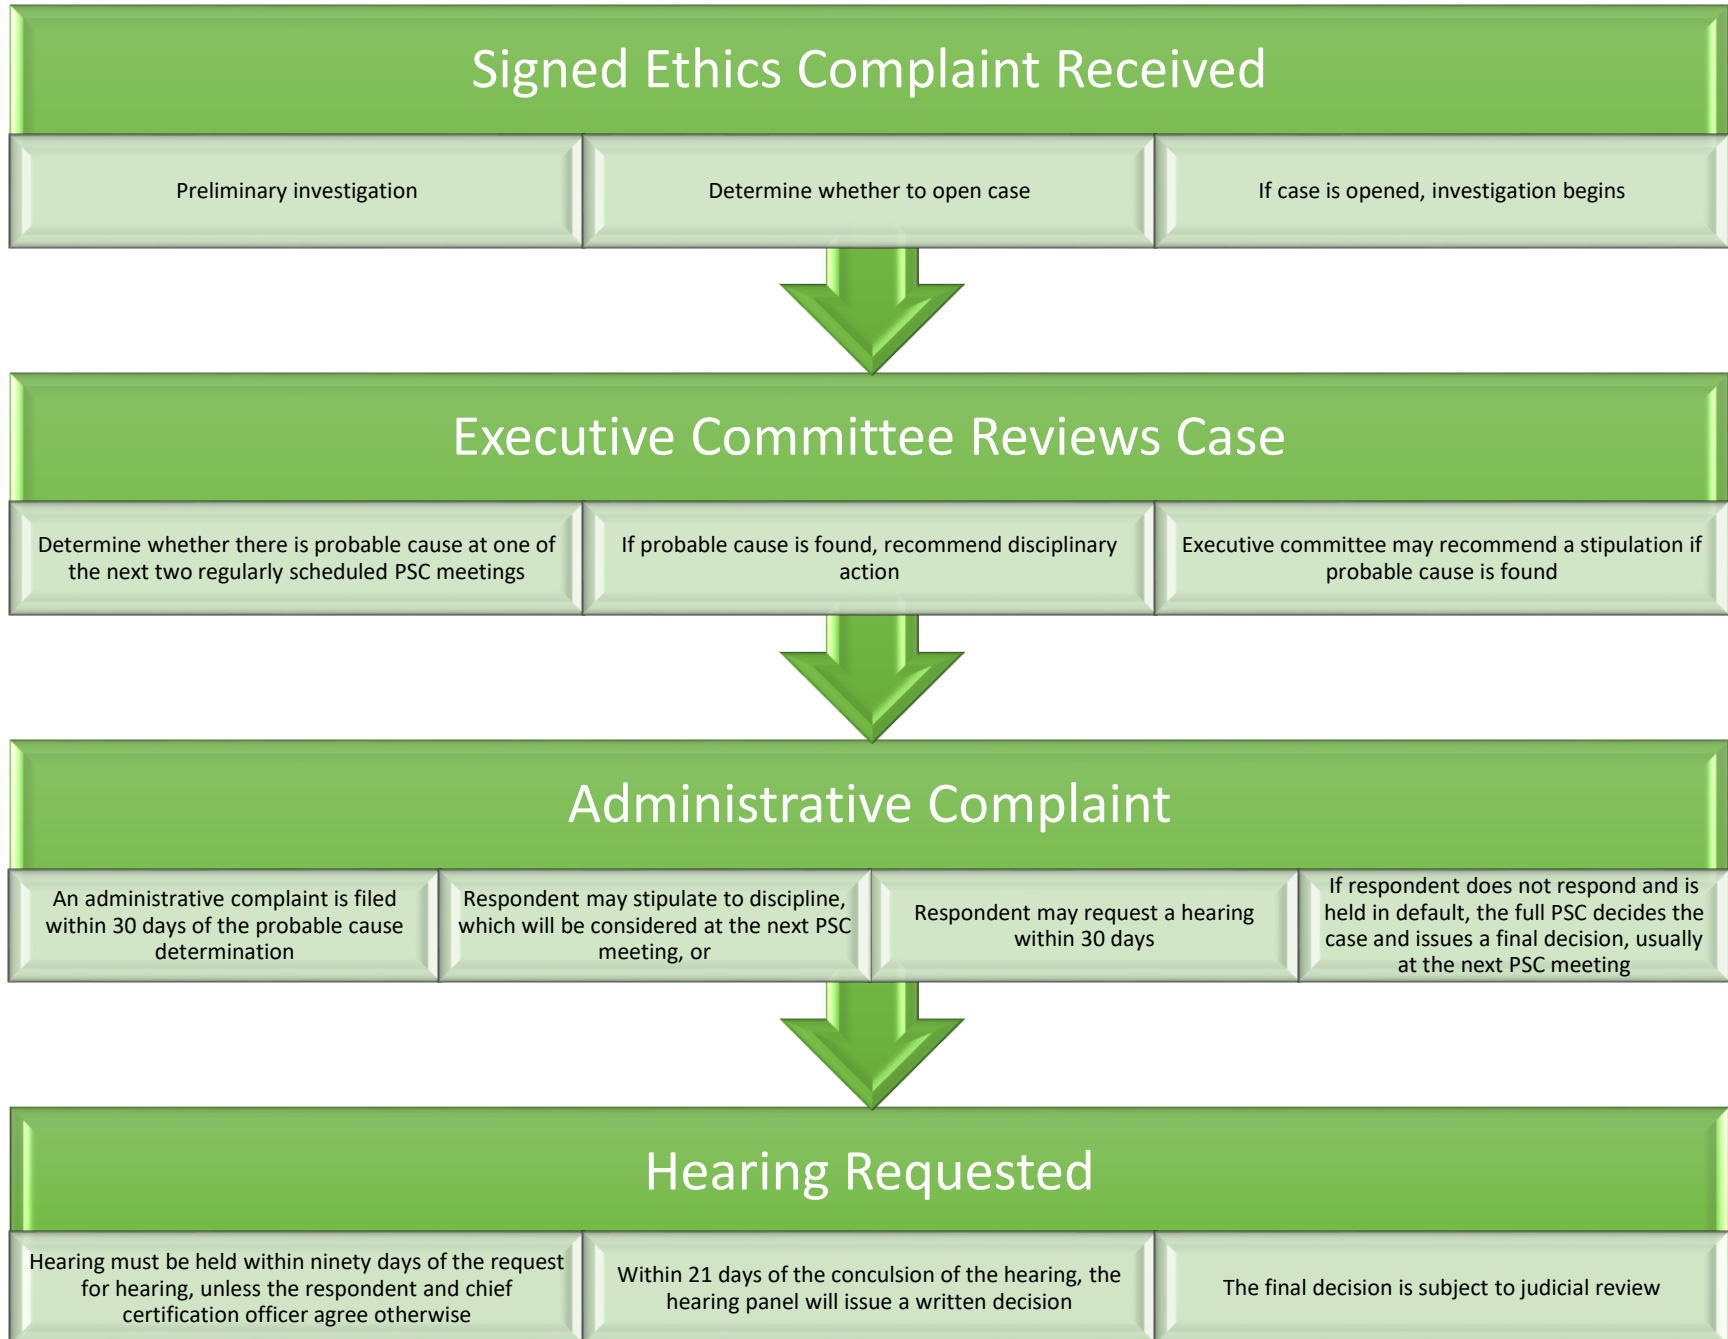 Signed Ethics Complaint Received
Preliminary investigation
Determine whether to open case
If case is opened, investigation begins
Executive Committee Reviews Case
Determine whether there is probable cause at one of
the next two regularly scheduled PSC meetings
If probable cause is found, recommend disciplinary
action
Executive committee may recommend a stipulation if
probable cause is found
Administrative Complaint
An administrative complaint is filed
within 30 days of the probable cause
determination
Respondent may stipulate to discipline,
which will be considered at the next PSC
meeting, or
Respondent may request a hearing
within 30 days
If respondent does not respond and is
held in default, the full PSC decides the
case and issues a final decision, usually
at the next PSC meeting
Hearing Requested
Hearing must be held within ninety days of the request
for hearing, unless the respondent and chief
certification officer agree otherwise
Within 21 days of the conculsion of the hearing, the
hearing panel will issue a written decision
The final decision is subject to judicial review